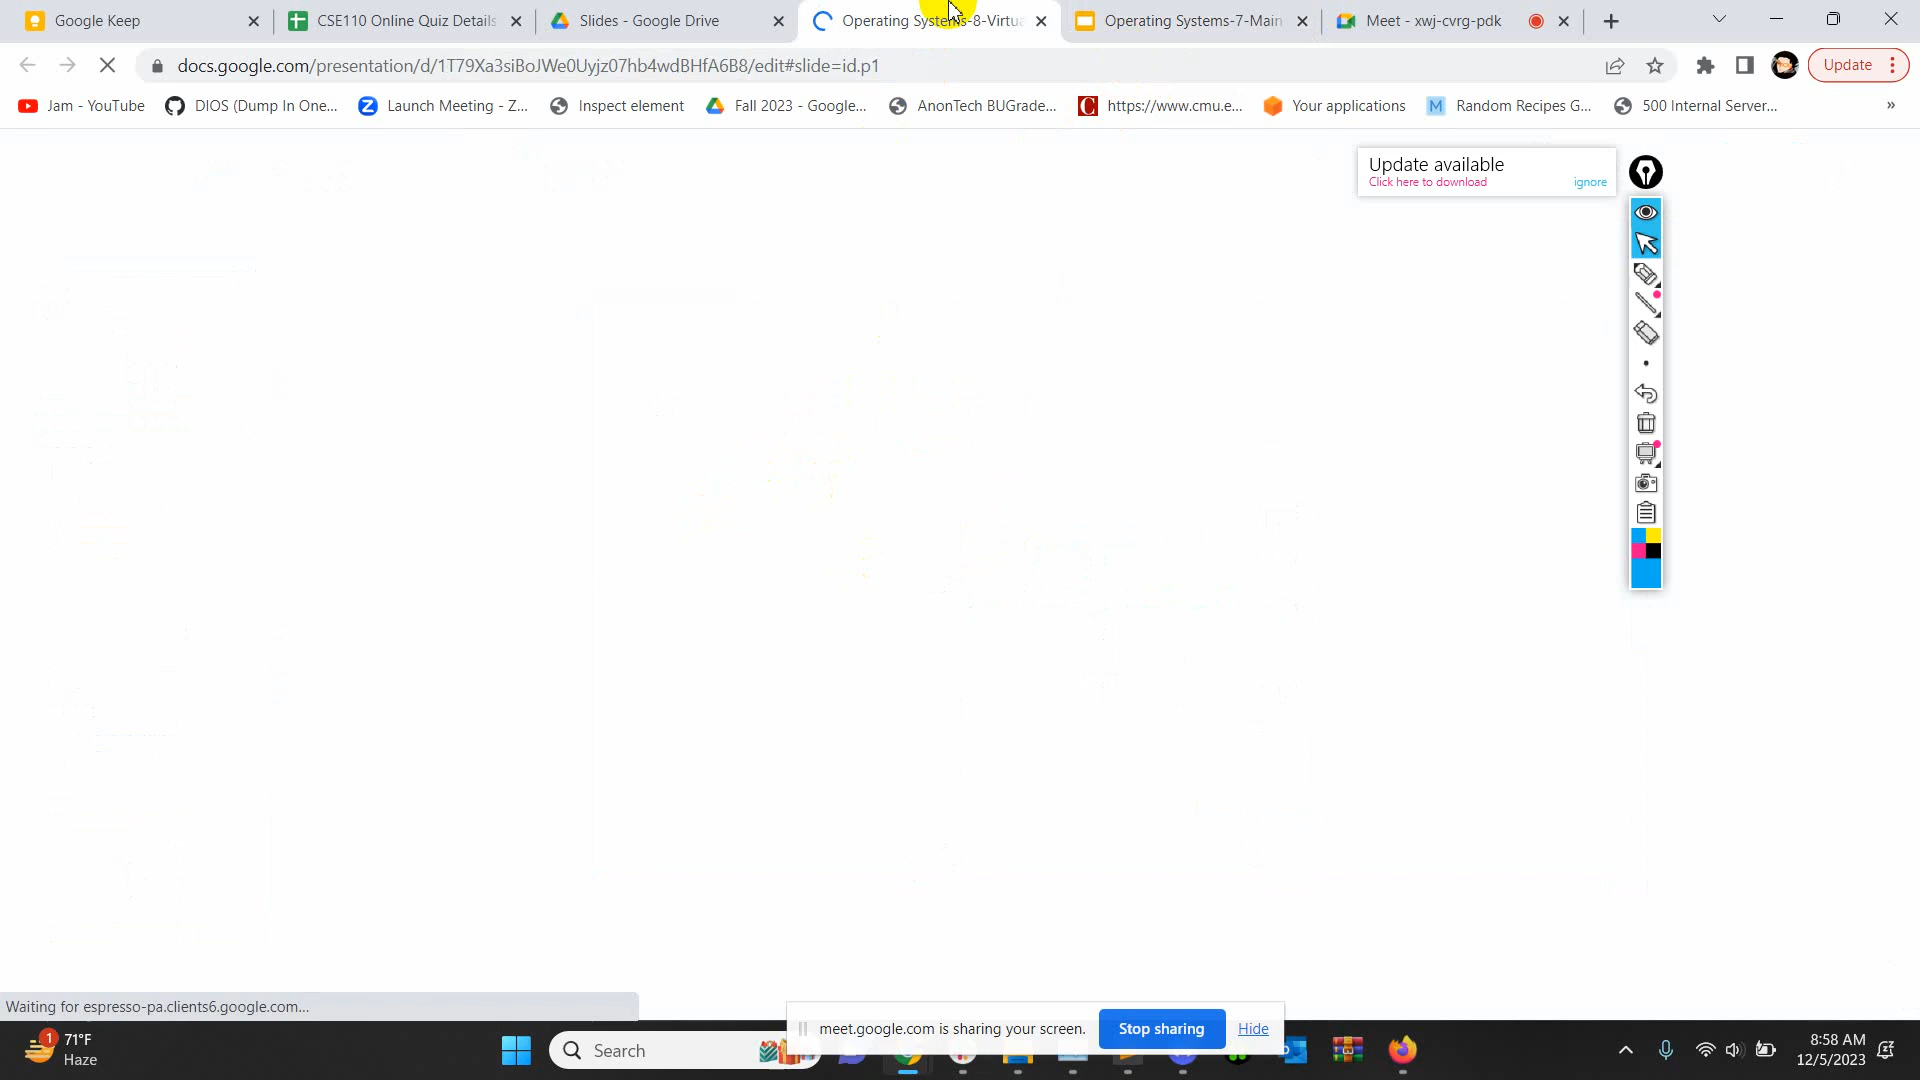 Google Keep
CSE110 Online Quiz Details
Slides - Google Drive
Operating Systems-8-Virtua
Operating Systems-7-Main
Meet - xwj-cvrg-pdk
docs.google.com/presentation/d/1T79Xa3siBoJWe0Uyjz07hb4wdBHfA6B8/edit#slide=id.p1
Update
Jam - YouTube
DIOS (Dump In One...
Launch Meeting - Z...
Inspect element
Fall 2023 - Google...
AnonTech BUGrade...
https://www.cmu.e...
Your applications
M
Random Recipes G...
500 Internal Server...
»
Update available
Click here to download
ignore
Waiting for espresso-pa.clients6.google.com...
meet.google.com is sharing your screen.
Stop sharing
Hide
1
71°F
Haze
Search
8:58 AM
12/5/2023